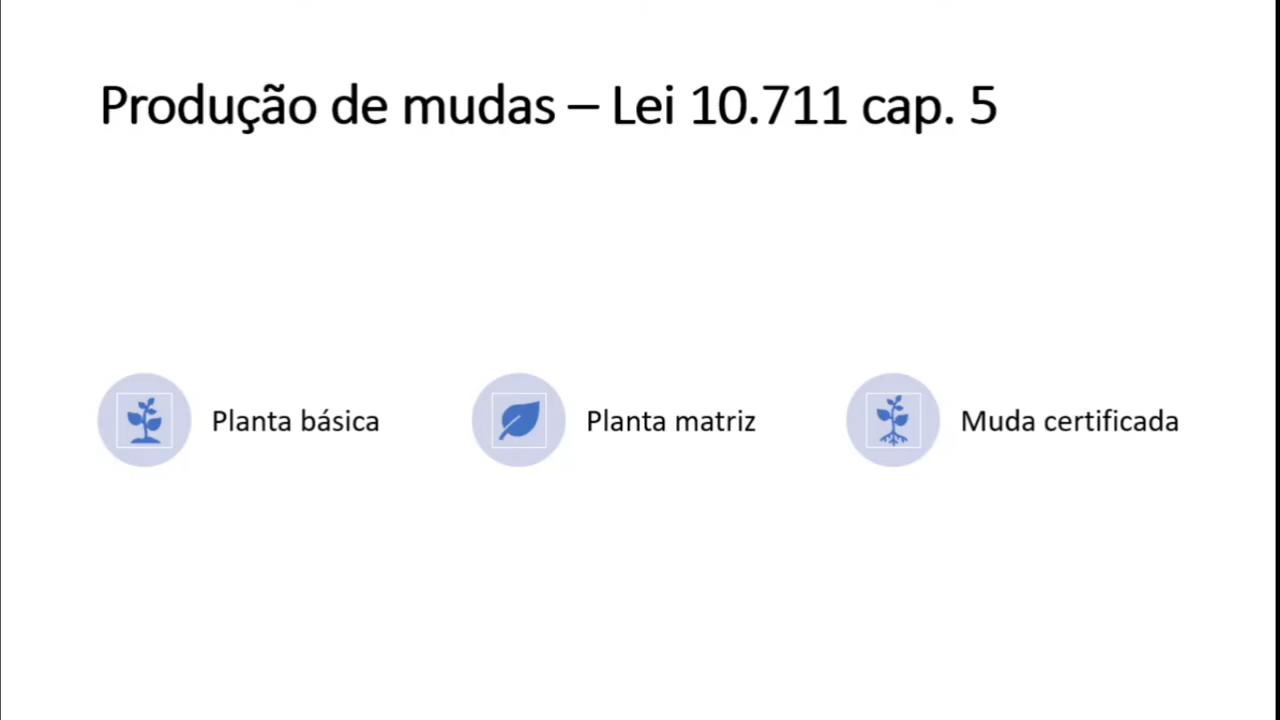 Produção de mudas – Lei 10.711 cap. 5
Planta básica
Planta matriz
Muda certificada